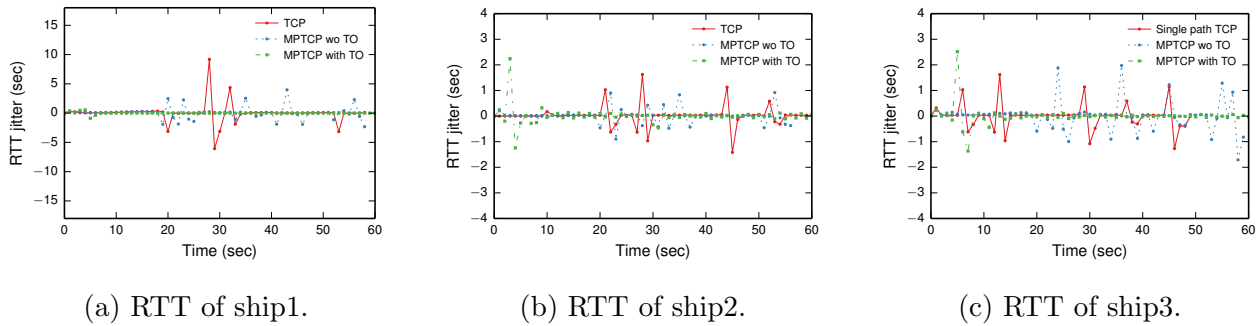 RTT jitter (sec)
15
10
5
0
−5
−10
−15
TCP
MPTCP wo TO
MPTCP with TO
0 10 20 30 40 50 60
Time (sec)
(a) RTT of ship1.
RTT jitter (sec)
4
3
2
1
0
−1
−2
−3
−4
TCP
MPTCP wo TO
MPTCP with TO
0 10 20 30 40 50 60
Time (sec)
(b) RTT of ship2.
RTT jitter (sec)
4
3
2
1
0
−1
−2
−3
−4
Single path TCP
MPTCP wo TO
MPTCP with TO
0 10 20 30 40 50 60
Time (sec)
(c) RTT of ship3.